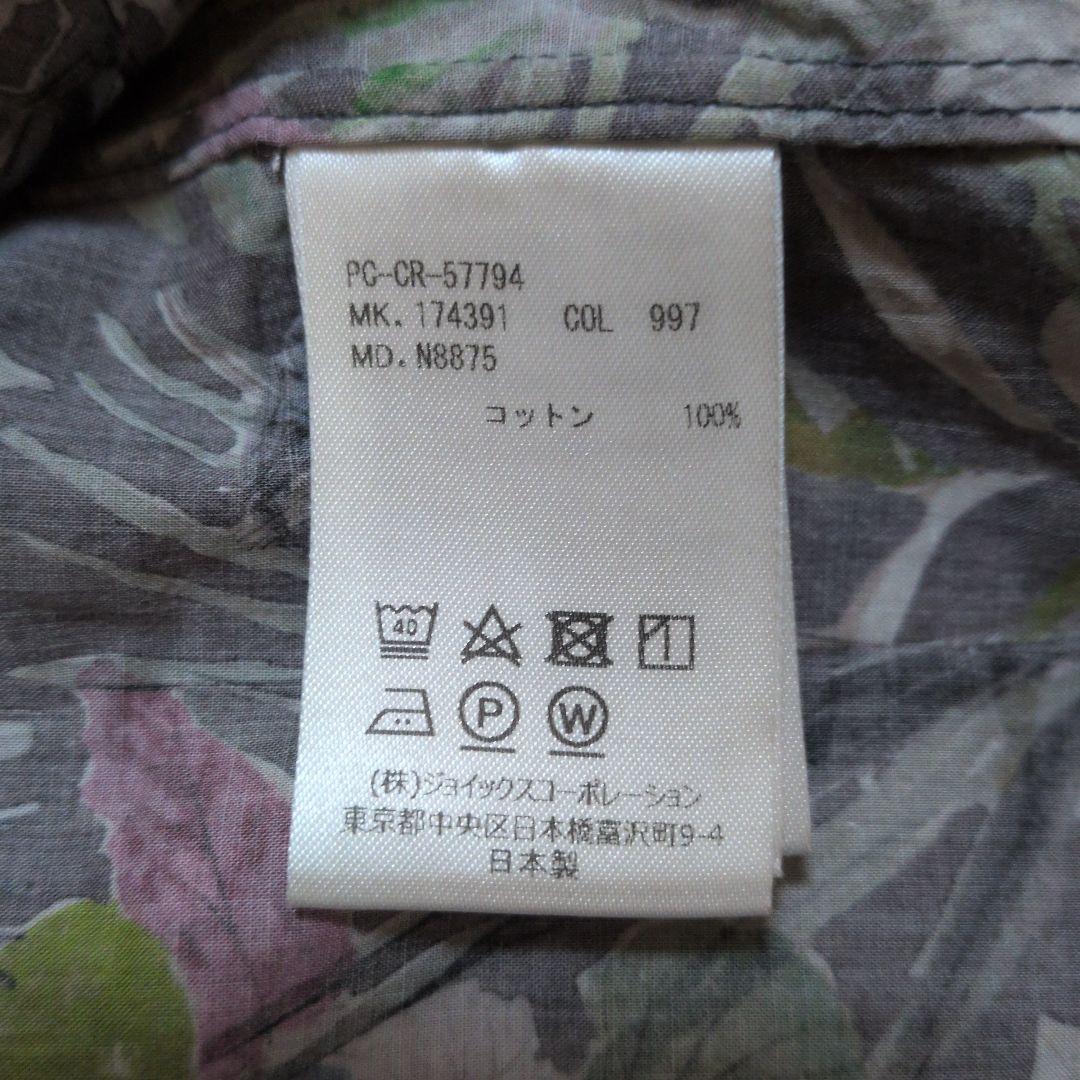 PC-CR-57794
MK. 174391 COL 997
MD. N8875
コットン 100%
40
P W
(株)ジョイックスコーポレーション
東京都中央区日本橋富沢町9-4
日本製